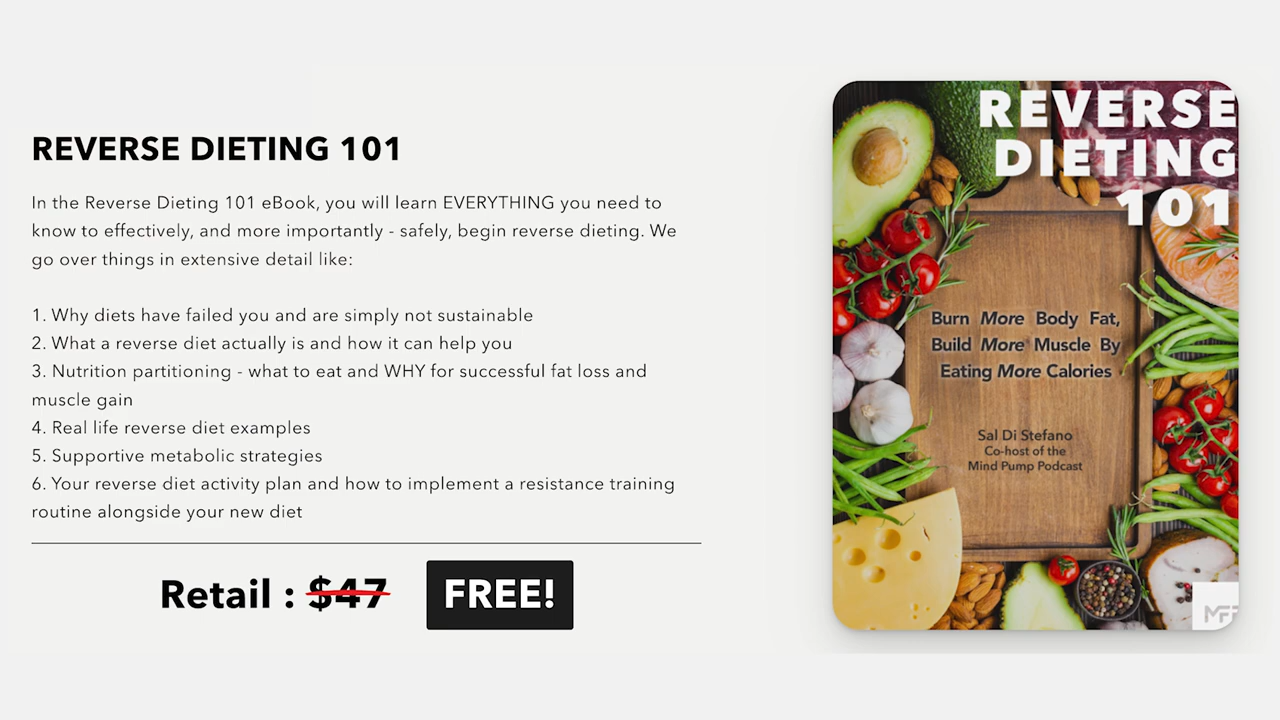 REVERSE DIETING 101
In the Reverse Dieting 101 eBook, you will learn EVERYTHING you need to
know to effectively, and more importantly - safely, begin reverse dieting. We
go over things in extensive detail like:
1. Why diets have failed you and are simply not sustainable
2. What a reverse diet actually is and how it can help you
3. Nutrition partitioning - what to eat and WHY for successful fat loss and
muscle gain
4. Real life reverse diet examples
5. Supportive metabolic strategies
6. Your reverse diet activity plan and how to implement a resistance training
routine alongside your new diet
Retail : $47
FREE!
REVERSE
DIETING
101
Burn More Body Fat,
Build More Muscle By
Eating More Calories
Sal Di Stefano
Co-host of the
Mind Pump Podcast